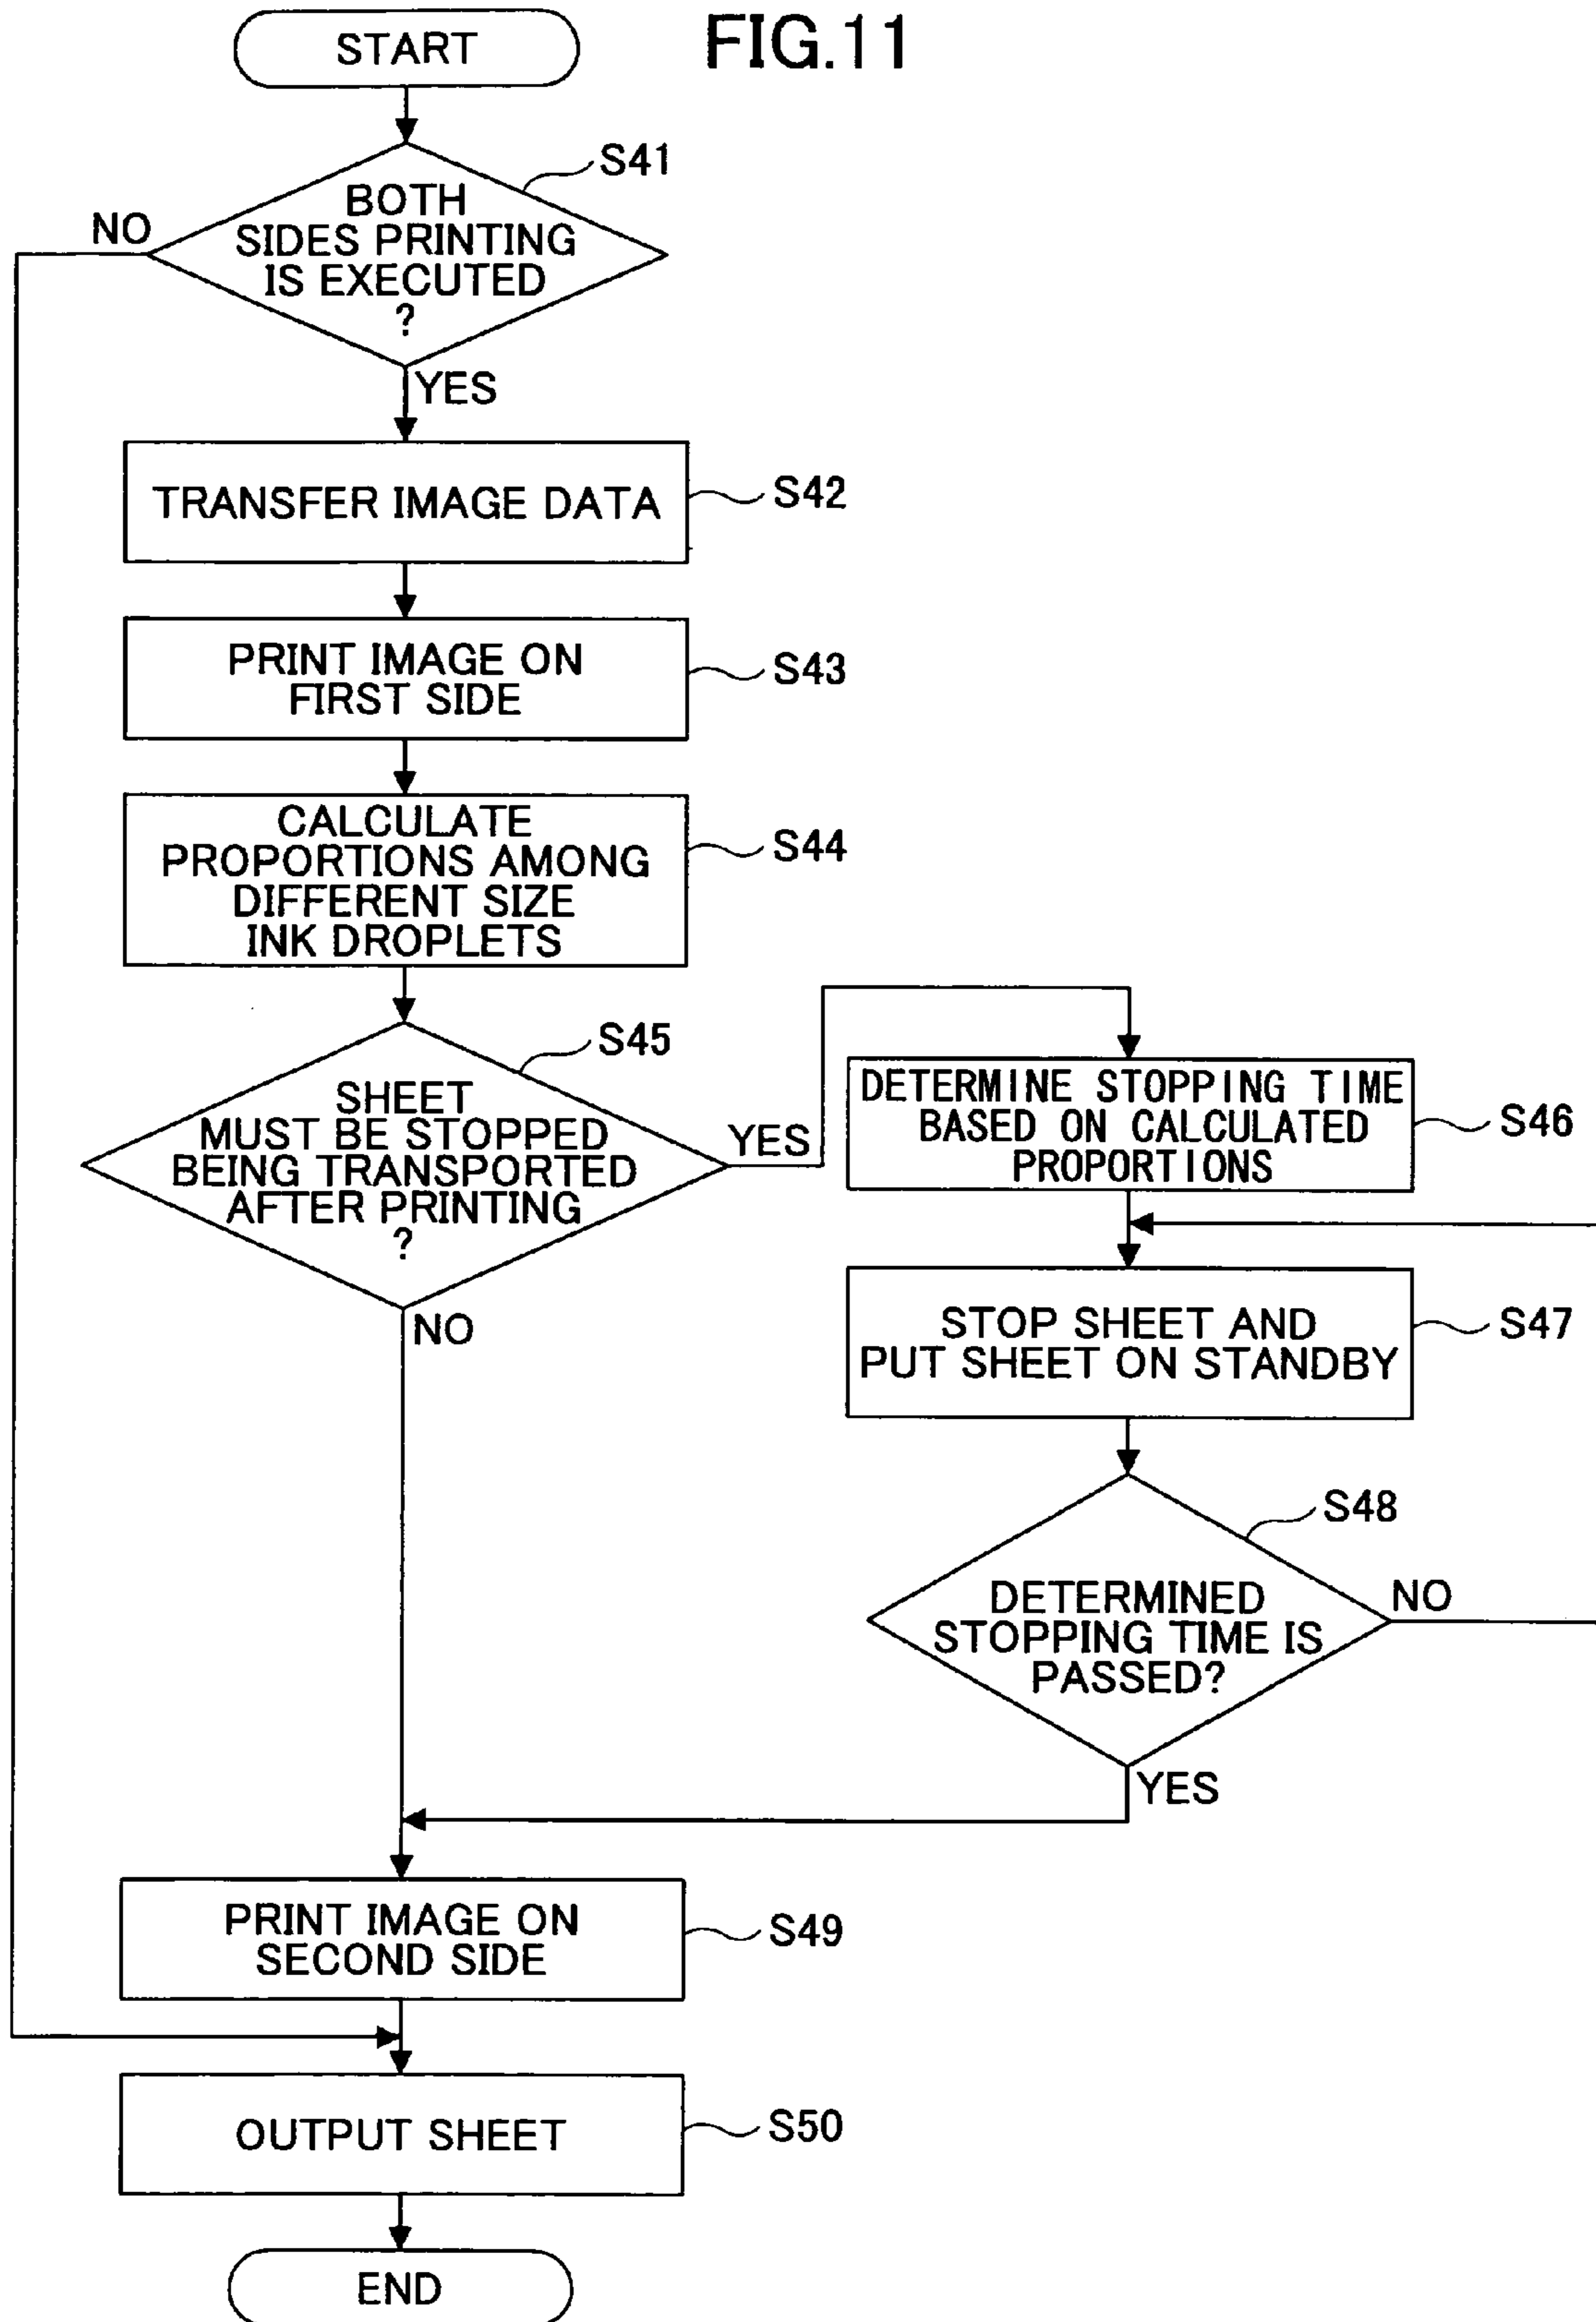 FIG.11
START
S41
BOTH
SIDES PRINTING
IS EXECUTED
?
NO
YES
TRANSFER IMAGE DATA
S42
PRINT IMAGE ON
FIRST SIDE
S43
CALCULATE
PROPORTIONS AMONG
DIFFERENT SIZE
INK DROPLETS
S44
S45
SHEET
MUST BE STOPPED
BEING TRANSPORTED
AFTER PRINTING
?
YES
NO
DETERMINE STOPPING TIME
BASED ON CALCULATED
PROPORTIONS
S46
STOP SHEET AND
PUT SHEET ON STANDBY
S47
S48
DETERMINED
STOPPING TIME IS
PASSED?
NO
YES
PRINT IMAGE ON
SECOND SIDE
S49
OUTPUT SHEET
S50
END